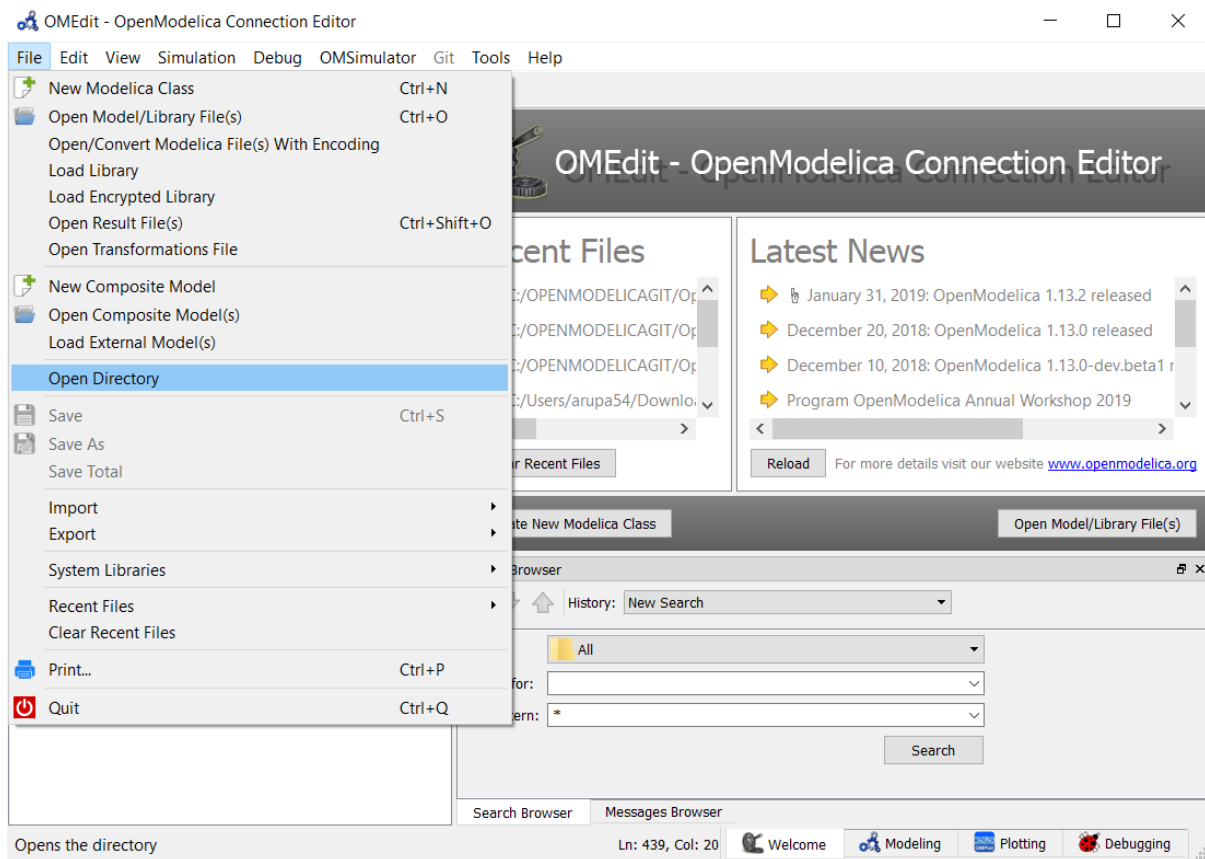 OMEdit - OpenModelica Connection Editor
File Edit View Simulation Debug OMSimulator Git Tools Help
New Modelica Class Ctrl+N
Open Model/Library File(s) Ctrl+O
Open/Convert Modelica File(s) With Encoding
Load Library
Load Encrypted Library
Open Result File(s) Ctrl+Shift+O
Open Transformations File
New Composite Model
Open Composite Model(s)
Load External Model(s)
Open Directory
Save Ctrl+S
Save As
Save Total
Import
Export
System Libraries
Recent Files
Clear Recent Files
Print... Ctrl+P
Quit Ctrl+Q
OMEdit - OpenModelica Connection Editor
cent Files
:/OPENMODELICAGIT/Op
:/OPENMODELICAGIT/Op
:/OPENMODELICAGIT/Op
:/Users/arupa54/Downlo
r Recent Files
Latest News
January 31, 2019: OpenModelica 1.13.2 released
December 20, 2018: OpenModelica 1.13.0 released
December 10, 2018: OpenModelica 1.13.0-dev.beta1 r
Program OpenModelica Annual Workshop 2019
Reload For more details visit our website www.openmodelica.org
ate New Modelica Class Open Model/Library File(s)
Browser
History: New Search
All
for:
tern: *
Search
Search Browser Messages Browser
Opens the directory Ln: 439, Col: 20 Welcome Modeling Plotting Debugging